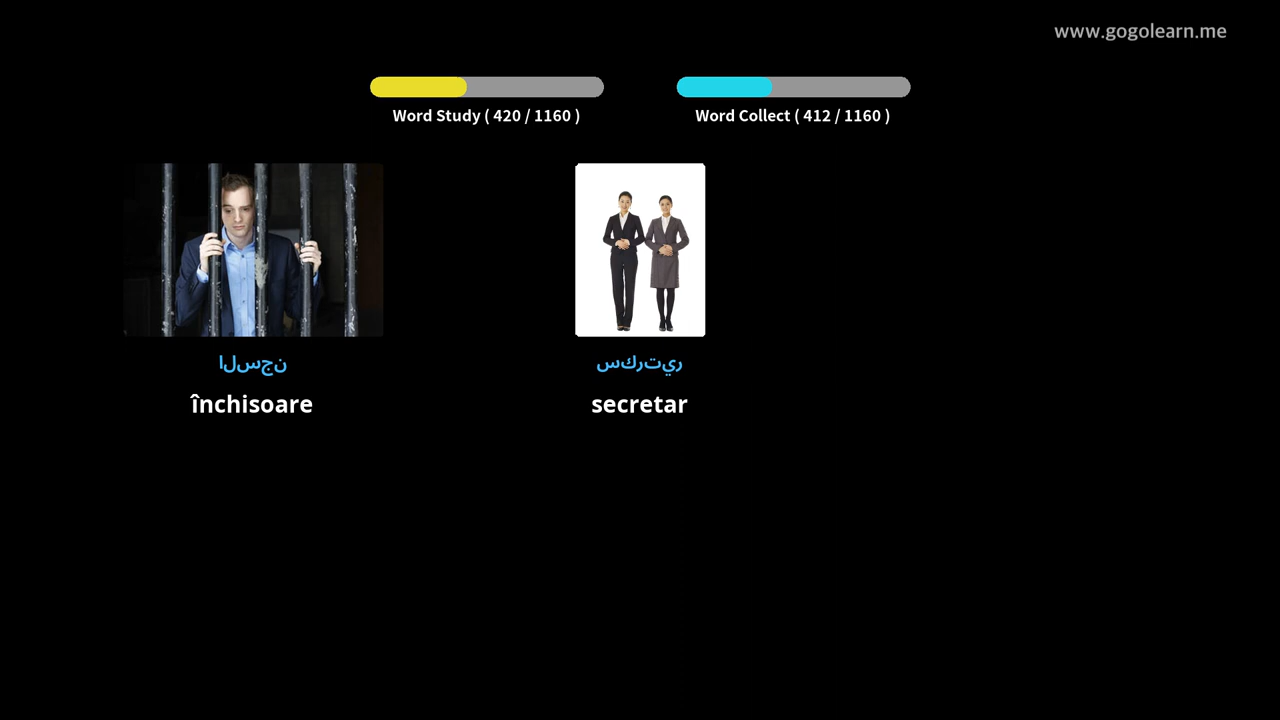 www.gogolearn.me
Word Study ( 420 / 1160 )
Word Collect ( 412 / 1160 )
السجن
سكرتير
închisoare
secretar